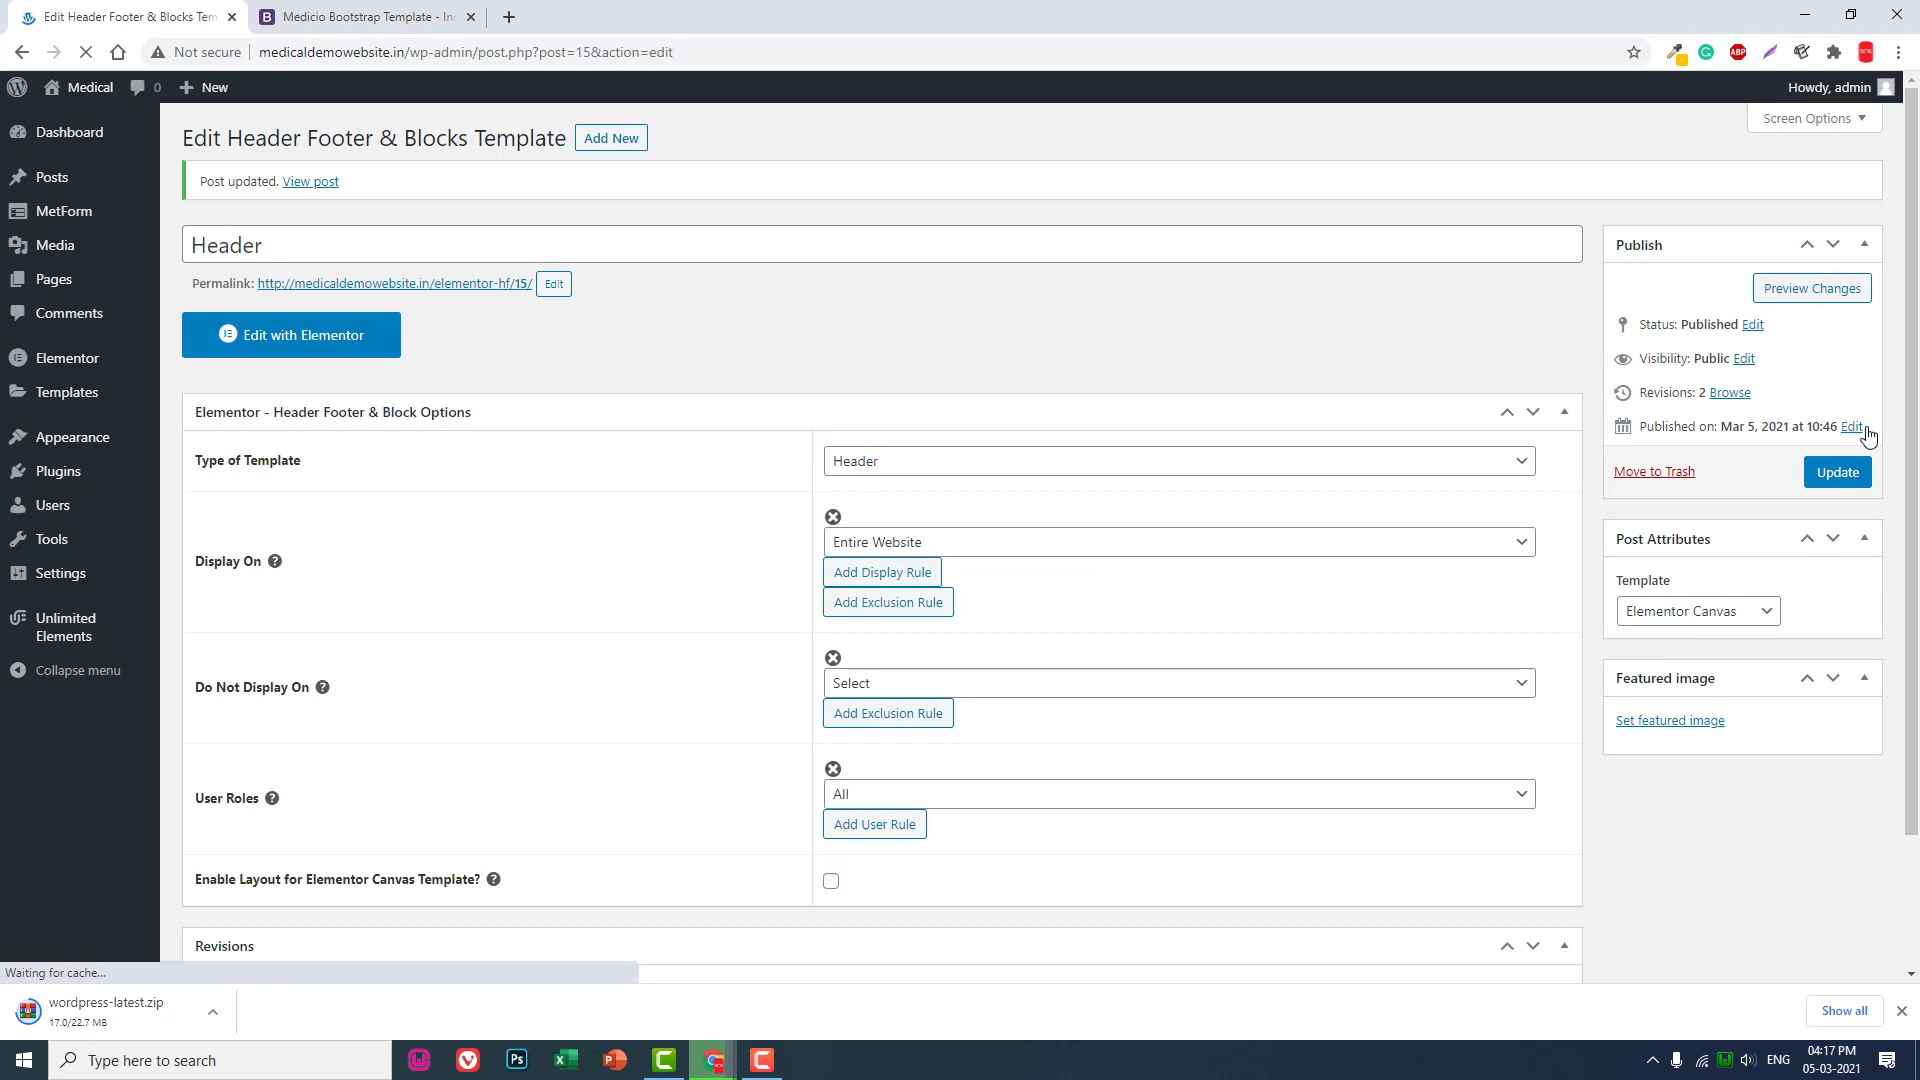 Edit Header Footer & Blocks Tem
Medicio Bootstrap Template - Inc
Not secure
medicaldemowebsite.in/wp-admin/post.php?post=15&action=edit
ABP
Medical
0
New
Howdy, admin
Screen Options
Dashboard
Posts
MetForm
Media
Pages
Comments
Elementor
Templates
Appearance
Plugins
Users
Tools
Settings
Unlimited
Elements
Collapse menu
Edit Header Footer & Blocks Template
Add New
Post updated. View post
Header
Permalink: http://medicaldemowebsite.in/elementor-hf/15/ Edit
Edit with Elementor
Elementor - Header Footer & Block Options
Type of Template
Header
Display On
Entire Website
Add Display Rule
Add Exclusion Rule
Do Not Display On
Select
Add Exclusion Rule
User Roles
All
Add User Rule
Enable Layout for Elementor Canvas Template?
Revisions
Publish
Preview Changes
Status: Published Edit
Visibility: Public Edit
Revisions: 2 Browse
Published on: Mar 5, 2021 at 10:46 Edit
Move to Trash
Update
Post Attributes
Template
Elementor Canvas
Featured image
Set featured image
Waiting for cache...
wordpress-latest.zip
17.0/22.7 MB
Show all
Type here to search
Ps
ENG
04:17 PM
05-03-2021